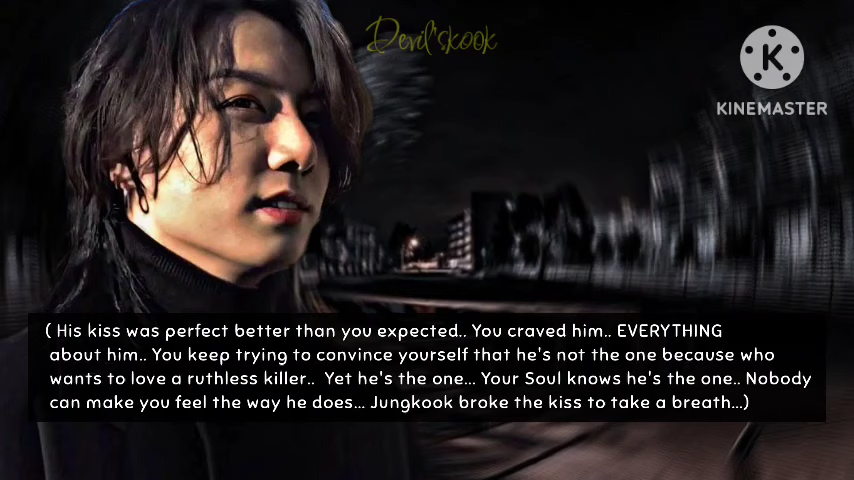 Devil'skook
KINEMASTER
( His kiss was perfect better than you expected.. You craved him.. EVERYTHING
about him.. You keep trying to convince yourself that he's not the one because who
wants to love a ruthless killer.. Yet he's the one... Your Soul knows he's the one.. Nobody
can make you feel the way he does... Jungkook broke the kiss to take a breath...)